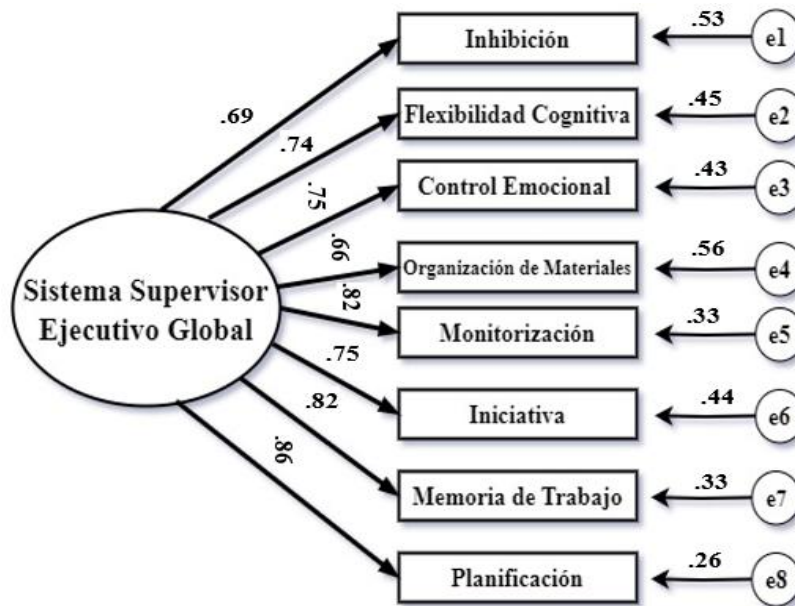 .53
Inhibición
e1
.69
.45
Flexibilidad Cognitiva
e2
.74
.43
Control Emocional
e3
.75
.56
Organización de Materiales
e4
.66
Sistema Supervisor
Ejecutivo Global
.82
.33
Monitorización
e5
.75
.44
Iniciativa
e6
.82
.33
Memoria de Trabajo
e7
.86
.26
Planificación
e8